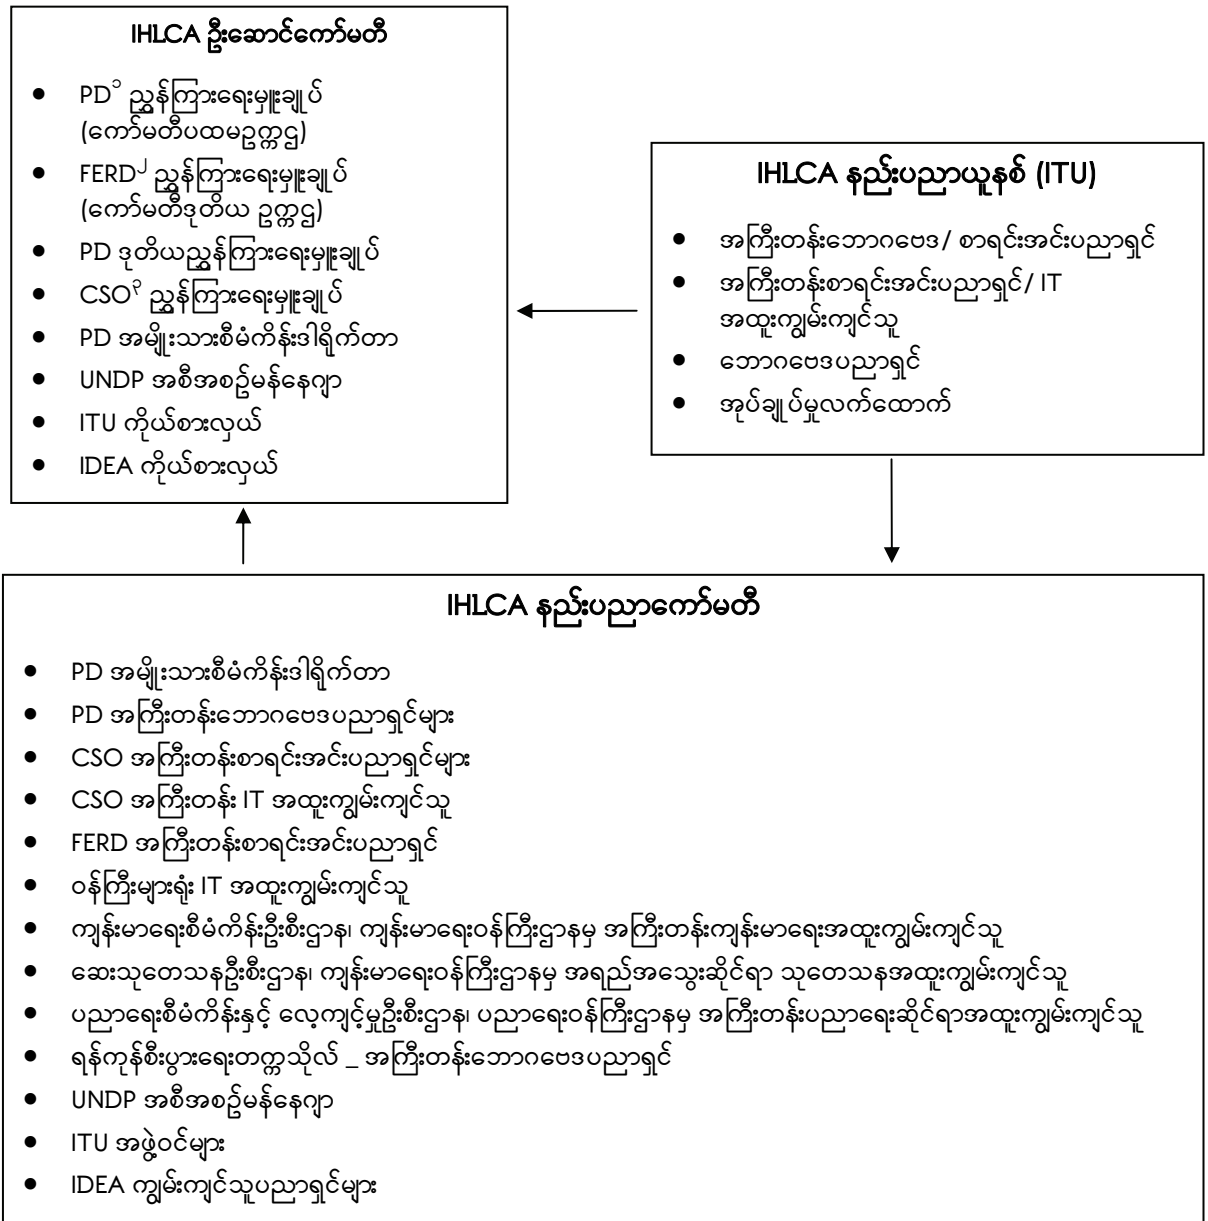 IHLCA ဦးဆောင်ကော်မတီ
● PD၁ ညွှန်ကြားရေးမှူးချုပ်
(ကော်မတီပထမဥက္ကဌ)
● FERD၂ ညွှန်ကြားရေးမှူးချုပ်
(ကော်မတီဒုတိယ ဥက္ကဌ)
● PD ဒုတိယညွှန်ကြားရေးမှူးချုပ်
● CSO၃ ညွှန်ကြားရေးမှူးချုပ်
● PD အမျိုးသားစီမံကိန်းဒါရိုက်တာ
● UNDP အစီအစဉ်မန်နေဂျာ
● ITU ကိုယ်စားလှယ်
● IDEA ကိုယ်စားလှယ်
IHLCA နည်းပညာယူနစ် (ITU)
● အကြီးတန်းဘောဂဗေဒ/ စာရင်းအင်းပညာရှင်
● အကြီးတန်းစာရင်းအင်းပညာရှင်/ IT
အထူးကျွမ်းကျင်သူ
● ဘောဂဗေဒပညာရှင်
● အုပ်ချုပ်မှုလက်ထောက်
IHLCA နည်းပညာကော်မတီ
● PD အမျိုးသားစီမံကိန်းဒါရိုက်တာ
● PD အကြီးတန်းဘောဂဗေဒပညာရှင်များ
● CSO အကြီးတန်းစာရင်းအင်းပညာရှင်များ
● CSO အကြီးတန်း IT အထူးကျွမ်းကျင်သူ
● FERD အကြီးတန်းစာရင်းအင်းပညာရှင်
● ဝန်ကြီးများရုံး IT အထူးကျွမ်းကျင်သူ
● ကျန်းမာရေးစီမံကိန်းဦးစီးဌာန၊ ကျန်းမာရေးဝန်ကြီးဌာနမှ အကြီးတန်းကျန်းမာရေးအထူးကျွမ်းကျင်သူ
● ဆေးသုတေသနဦးစီးဌာန၊ ကျန်းမာရေးဝန်ကြီးဌာနမှ အရည်အသွေးဆိုင်ရာ သုတေသနအထူးကျွမ်းကျင်သူ
● ပညာရေးစီမံကိန်းနှင့် လေ့ကျင့်မှုဦးစီးဌာန၊ ပညာရေးဝန်ကြီးဌာနမှ အကြီးတန်းပညာရေးဆိုင်ရာအထူးကျွမ်းကျင်သူ
● ရန်ကုန်စီးပွားရေးတက္ကသိုလ် _ အကြီးတန်းဘောဂဗေဒပညာရှင်
● UNDP အစီအစဉ်မန်နေဂျာ
● ITU အဖွဲ့ဝင်များ
● IDEA ကျွမ်းကျင်သူပညာရှင်များ